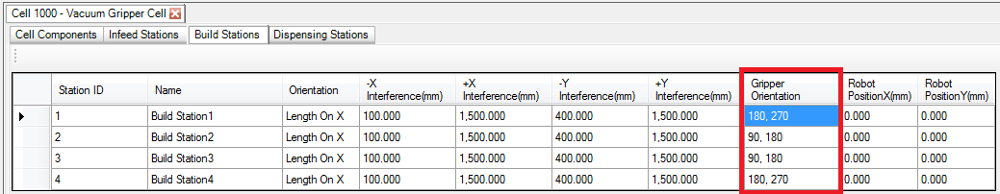 Cell 1000 - Vacuum Gripper Cell
Cell Components Infeed Stations Build Stations Dispensing Stations
Station ID Name Orientation -X Interference(mm) +X Interference(mm) -Y Interference(mm) +Y Interference(mm) Gripper Orientation Robot PositionX(mm) Robot PositionY(mm)
1 Build Station1 Length On X 100.000 1,500.000 400.000 1,500.000 180, 270 0.000 0.000
2 Build Station2 Length On X 100.000 1,500.000 400.000 1,500.000 90, 180 0.000 0.000
3 Build Station3 Length On X 100.000 1,500.000 400.000 1,500.000 90, 180 0.000 0.000
4 Build Station4 Length On X 100.000 1,500.000 400.000 1,500.000 180, 270 0.000 0.000